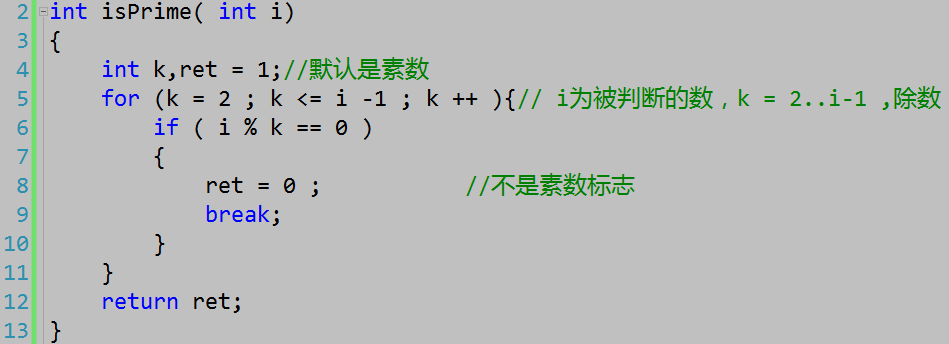 2 int isPrime( int i)
3 {
4     int k,ret = 1;//默认是素数
5     for (k = 2 ; k <= i -1 ; k ++ ){// i为被判断的数，k = 2..i-1 ,除数
6         if ( i % k == 0 )
7         {
8             ret = 0 ;           //不是素数标志
9             break;
10         }
11     }
12     return ret;
13 }